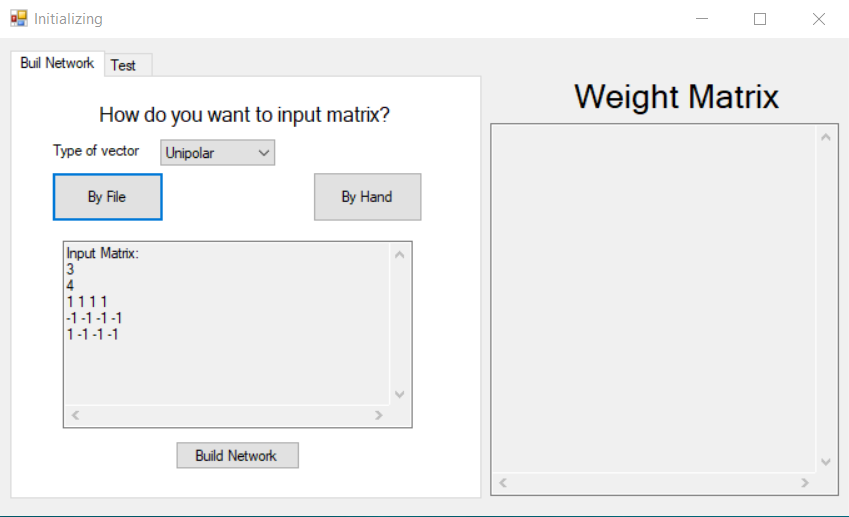 Initializing
Buil Network
Test
How do you want to input matrix?
Type of vector
Unipolar
By File
By Hand
Input Matrix:
3
4
1 1 1 1
-1 -1 -1 -1
1 -1 -1 -1
Build Network
Weight Matrix